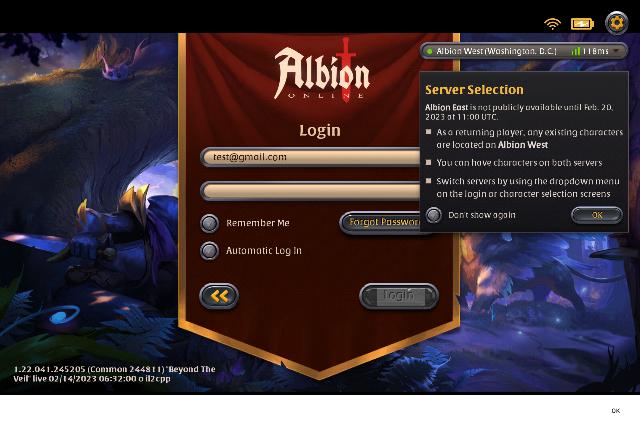 Albion West (Washington, D.C.) 118ms
Albion
ONLINE
Login
test@gmail.com
Remember Me
Forgot Passwor
Automatic Log In
Login
Server Selection
Albion East is not publicly available until Feb. 20,
2023 at 11:00 UTC.
As a returning player, any existing characters
are located on Albion West
You can have characters on both servers
Switch servers by using the dropdown menu
on the login or character selection screens
Don't show again
OK
1.22.041.245205 (Common 244811) "Beyond The
Veil" live 02/14/2023 06:32:00 o il2cpp
OK